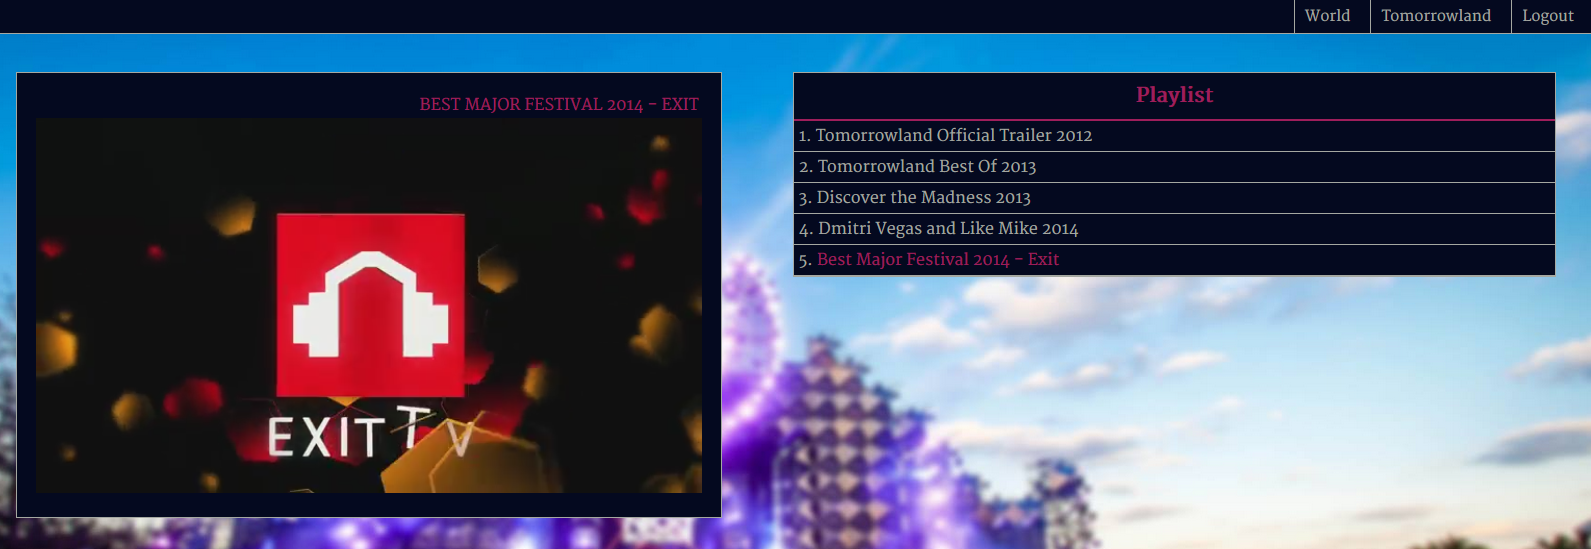 World
Tomorrowland
Logout
BEST MAJOR FESTIVAL 2014 - EXIT
EXIT TV
Playlist
1. Tomorrowland Official Trailer 2012
2. Tomorrowland Best Of 2013
3. Discover the Madness 2013
4. Dmitri Vegas and Like Mike 2014
5. Best Major Festival 2014 - Exit